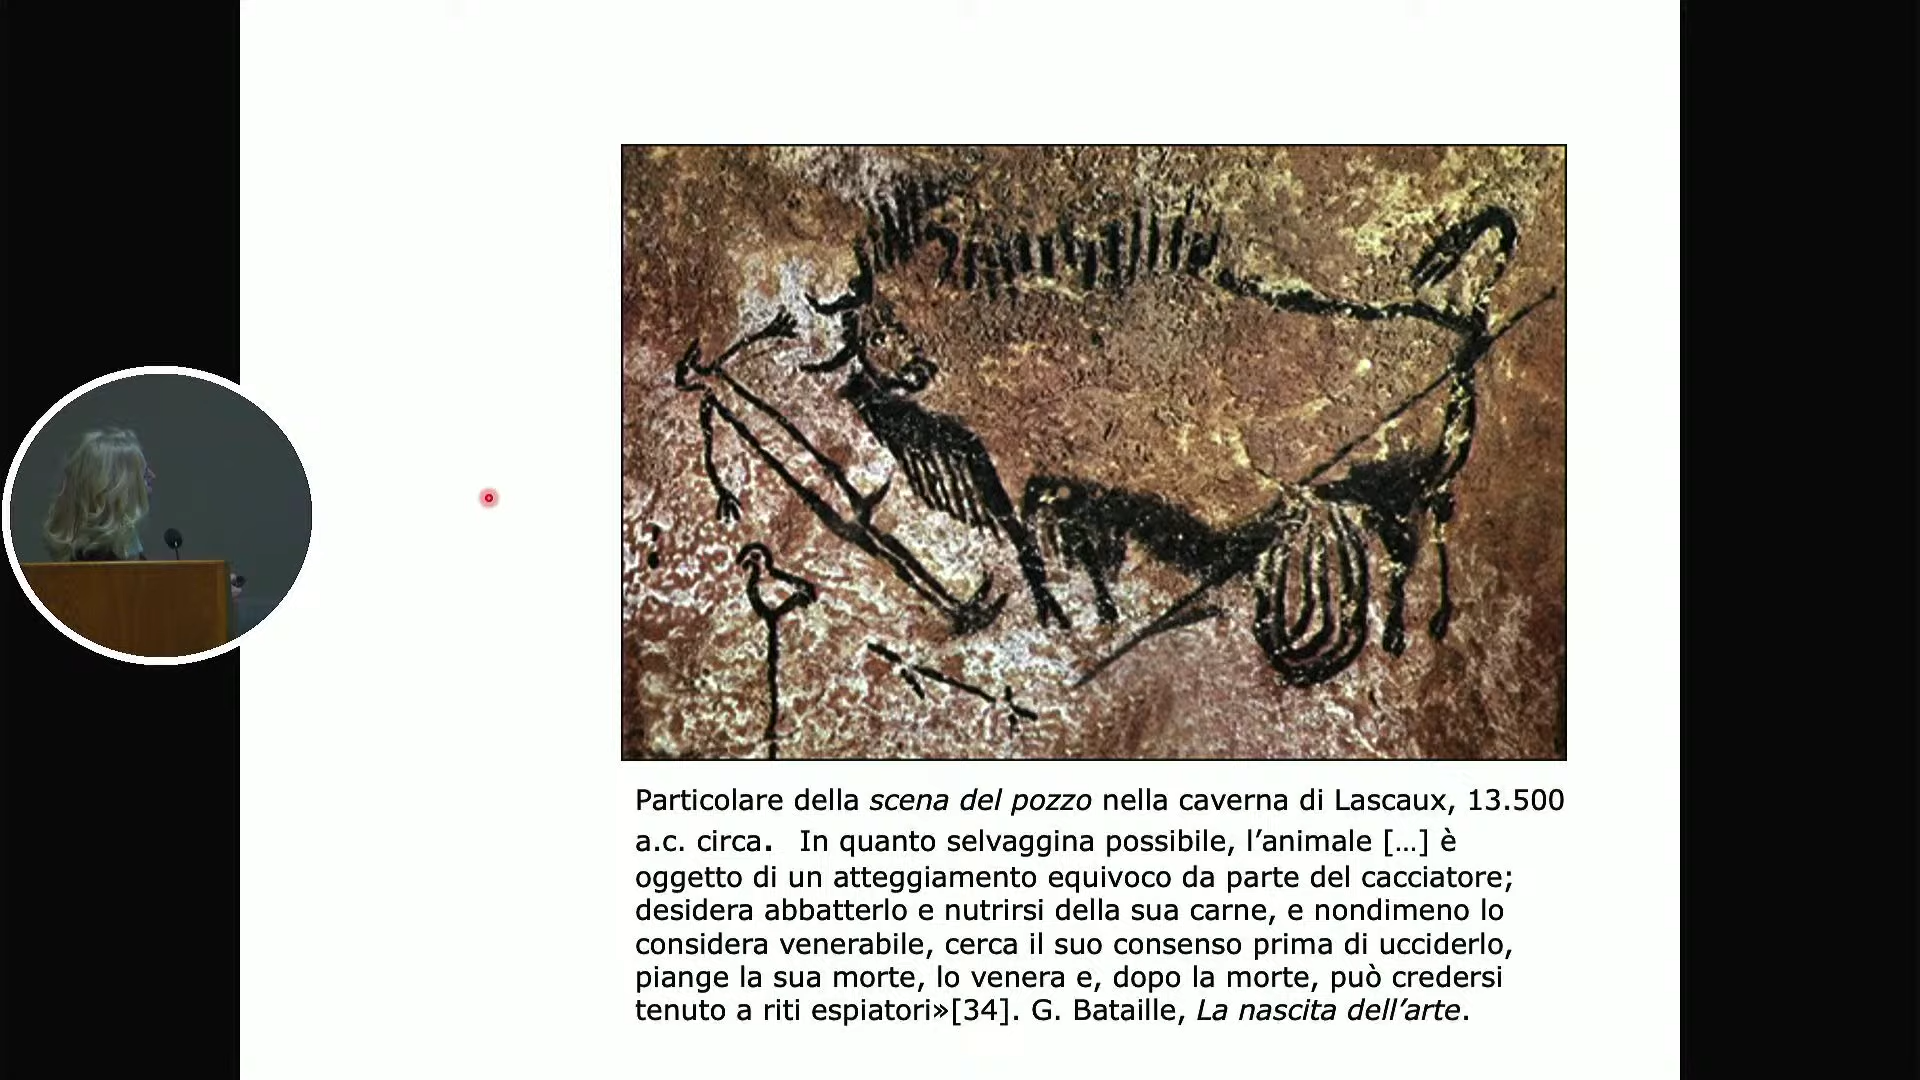 Particolare della scena del pozzo nella caverna di Lascaux, 13.500
a.c. circa. In quanto selvaggina possibile, l’animale […] è
oggetto di un atteggiamento equivoco da parte del cacciatore;
desidera abbatterlo e nutrirsi della sua carne, e nondimeno lo
considera venerabile, cerca il suo consenso prima di ucciderlo,
piange la sua morte, lo venera e, dopo la morte, può credersi
tenuto a riti espiatori»[34]. G. Bataille, La nascita dell’arte.